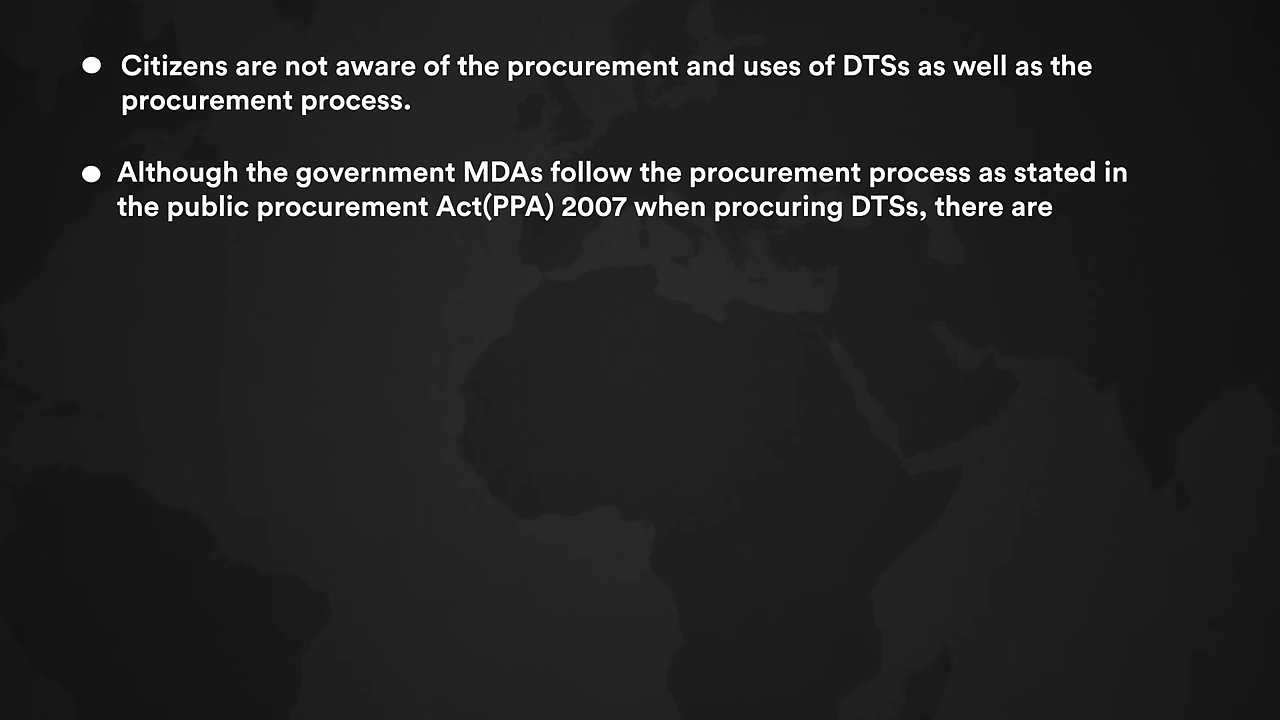 ● Citizens are not aware of the procurement and uses of DTSs as well as the
procurement process.
● Although the government MDAs follow the procurement process as stated in
the public procurement Act(PPA) 2007 when procuring DTSs, there are